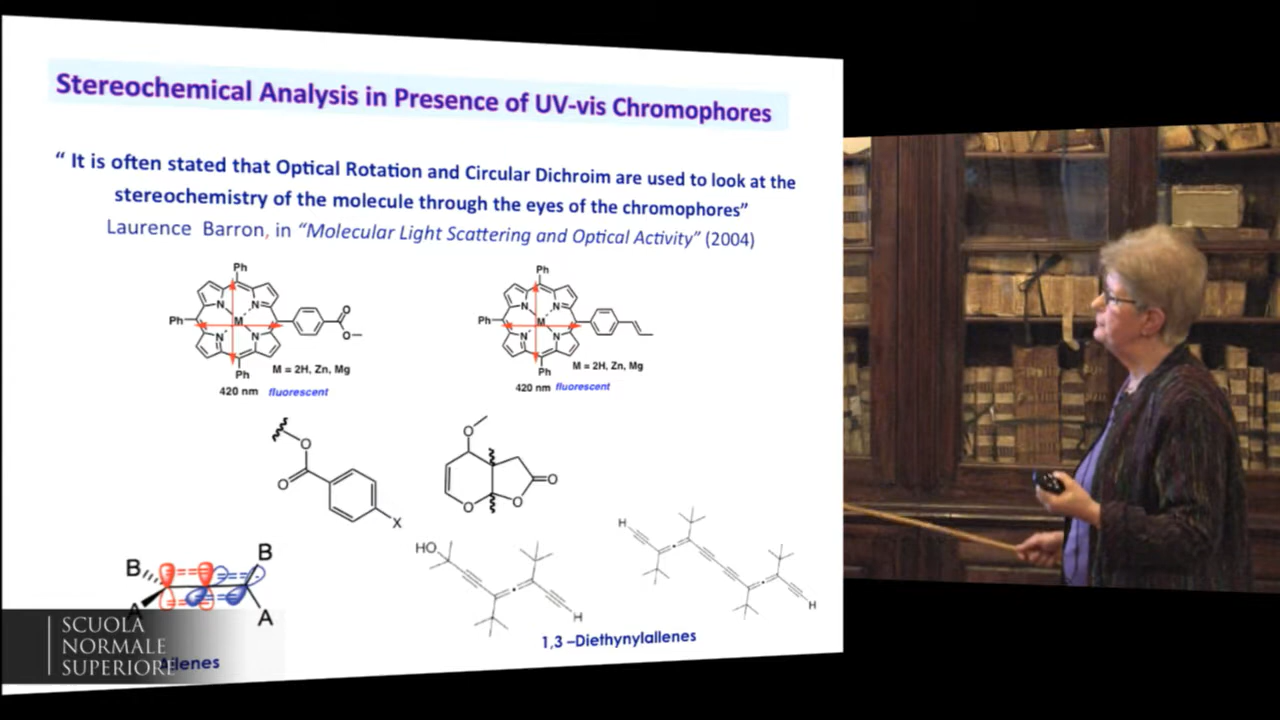 Stereochemical Analysis in Presence of UV-vis Chromophores
“ It is often stated that Optical Rotation and Circular Dichroim are used to look at the
stereochemistry of the molecule through the eyes of the chromophores”
Laurence Barron, in “Molecular Light Scattering and Optical Activity” (2004)
Ph
N
N
Ph
M
N
N
O
O
Ph
M = 2H, Zn, Mg
420 nm fluorescent
Ph
N
N
Ph
M
N
N
Ph
M = 2H, Zn, Mg
420 nm fluorescent
O
O
X
O
O
O
O
B
B
A
A
Allenes
HO
H
H
H
1,3 –Diethynylallenes
SCUOLA
NORMALE
SUPERIORE